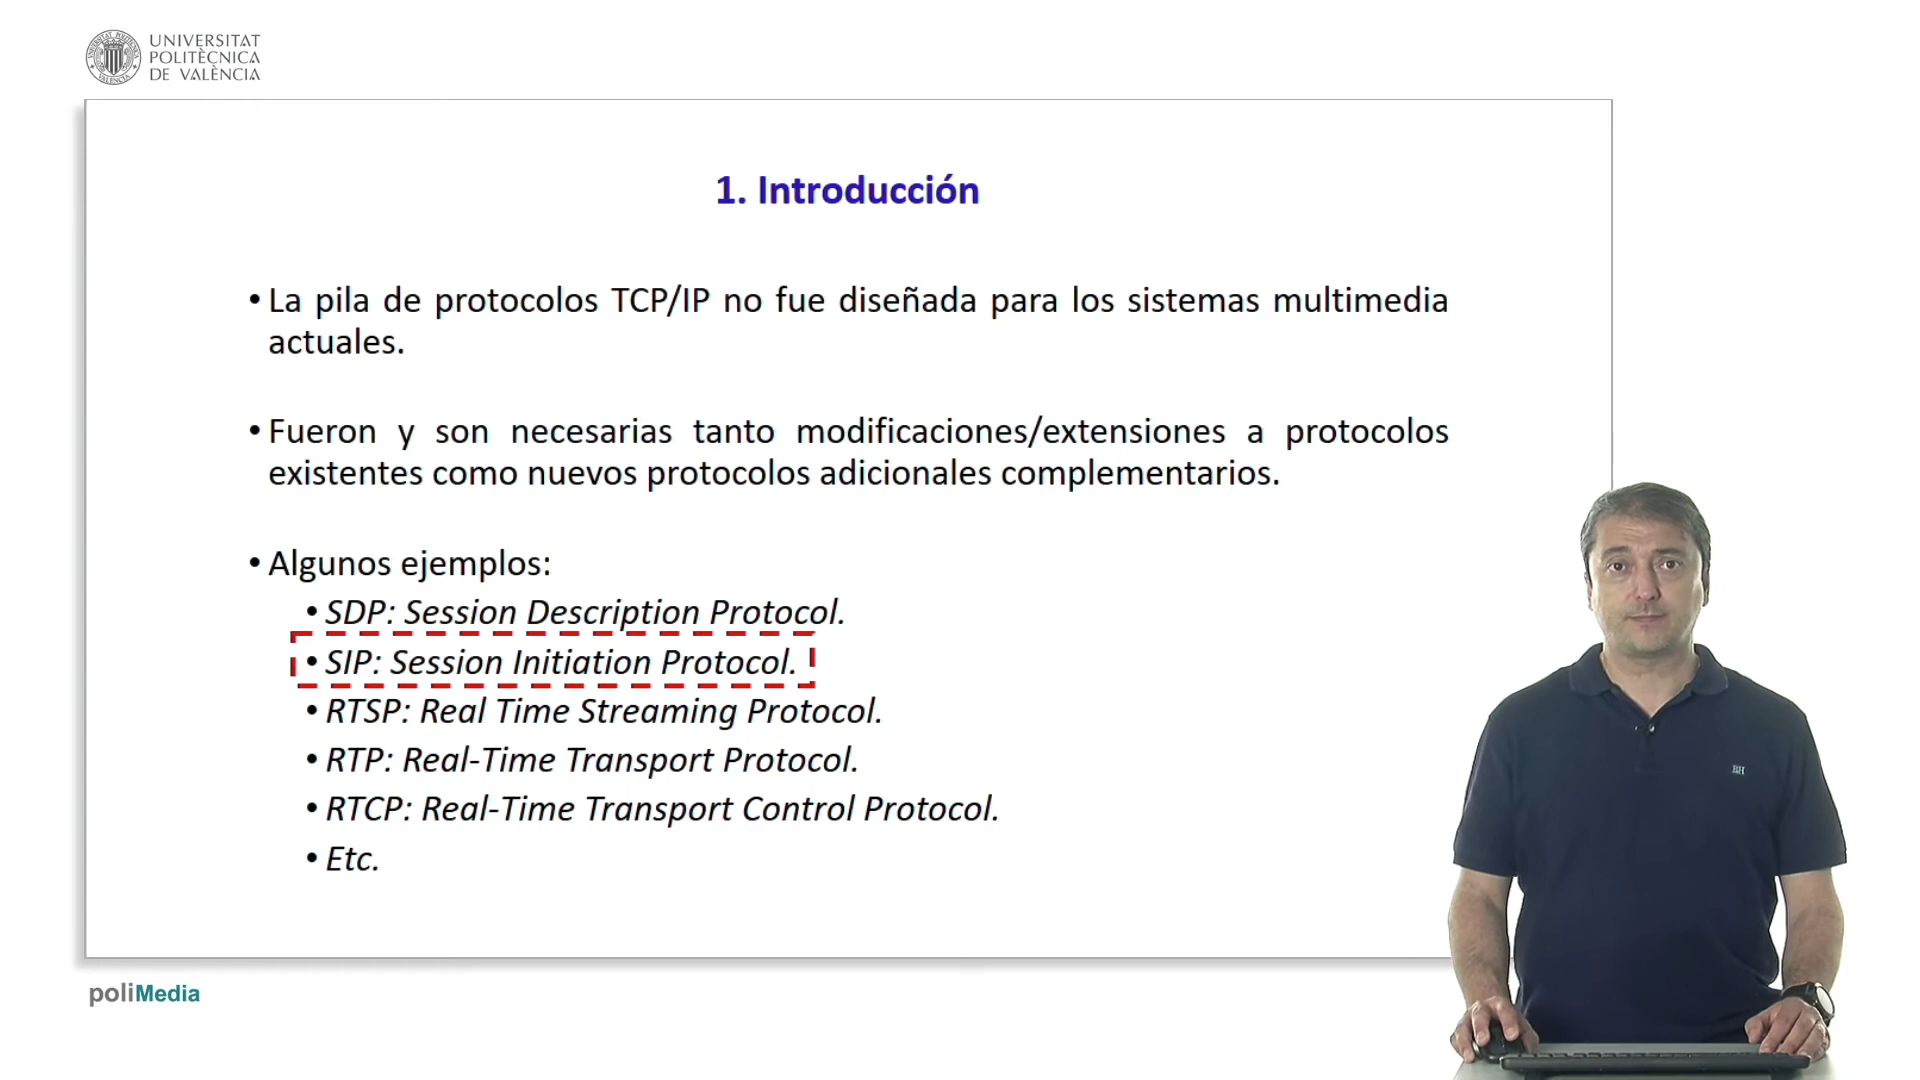 UNIVERSITAT
POLITÈCNICA
DE VALÈNCIA
1. Introducción
• La pila de protocolos TCP/IP no fue diseñada para los sistemas multimedia
actuales.
• Fueron y son necesarias tanto modificaciones/extensiones a protocolos
existentes como nuevos protocolos adicionales complementarios.
• Algunos ejemplos:
• SDP: Session Description Protocol.
• SIP: Session Initiation Protocol.
• RTSP: Real Time Streaming Protocol.
• RTP: Real-Time Transport Protocol.
• RTCP: Real-Time Transport Control Protocol.
• Etc.
poliMedia